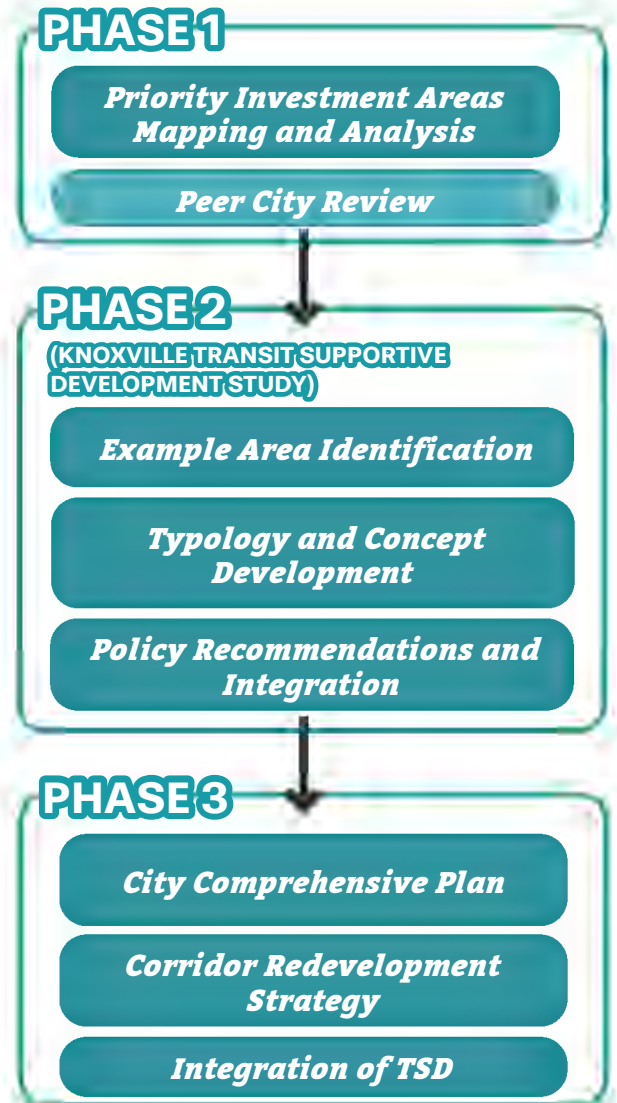 PHASE 1
Priority Investment Areas
Mapping and Analysis
Peer City Review
PHASE 2
(KNOXVILLE TRANSIT SUPPORTIVE
DEVELOPMENT STUDY)
Example Area Identification
Typology and Concept
Development
Policy Recommendations and
Integration
PHASE 3
City Comprehensive Plan
Corridor Redevelopment
Strategy
Integration of TSD